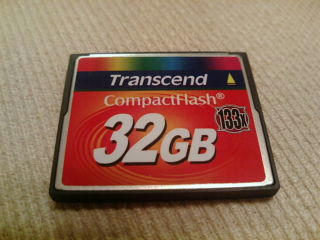 Transcend
CompactFlash®
133X
32GB